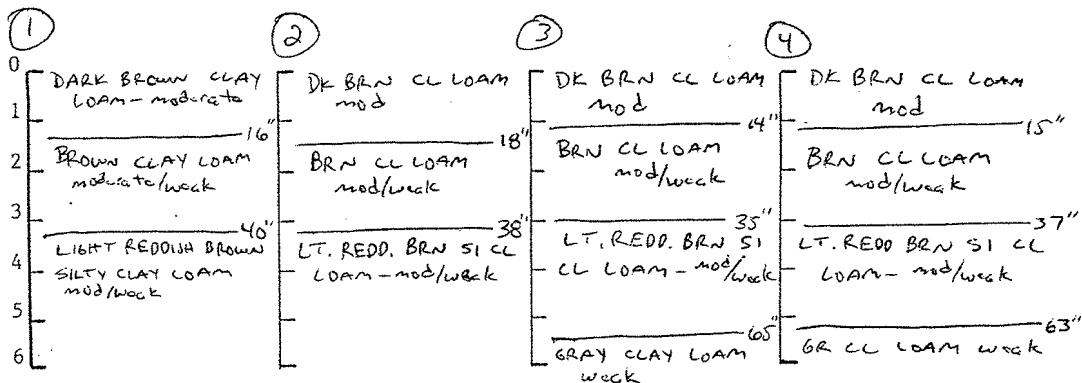 1
0
1
2
3
4
5
6
DARK BROWN CLAY
LOAM - moderate
16"
BROWN CLAY LOAM
moderate/weak
40"
LIGHT REDDISH BROWN
SILTY CLAY LOAM
mod/weak
2
DK BRN CL LOAM
mod
18"
BRN CL LOAM
mod/weak
38"
LT. REDD. BRN SI CL
LOAM - mod/weak
3
DK BRN CL LOAM
mod
14"
BRN CL LOAM
mod/weak
35"
LT. REDD. BRN SI
CL LOAM - mod/weak
65"
GRAY CLAY LOAM
weak
4
DK BRN CL LOAM
mod
15"
BRN CL LOAM
mod/weak
37"
LT. REDD BRN SI CL
LOAM - mod/weak
63"
GR CL LOAM weak